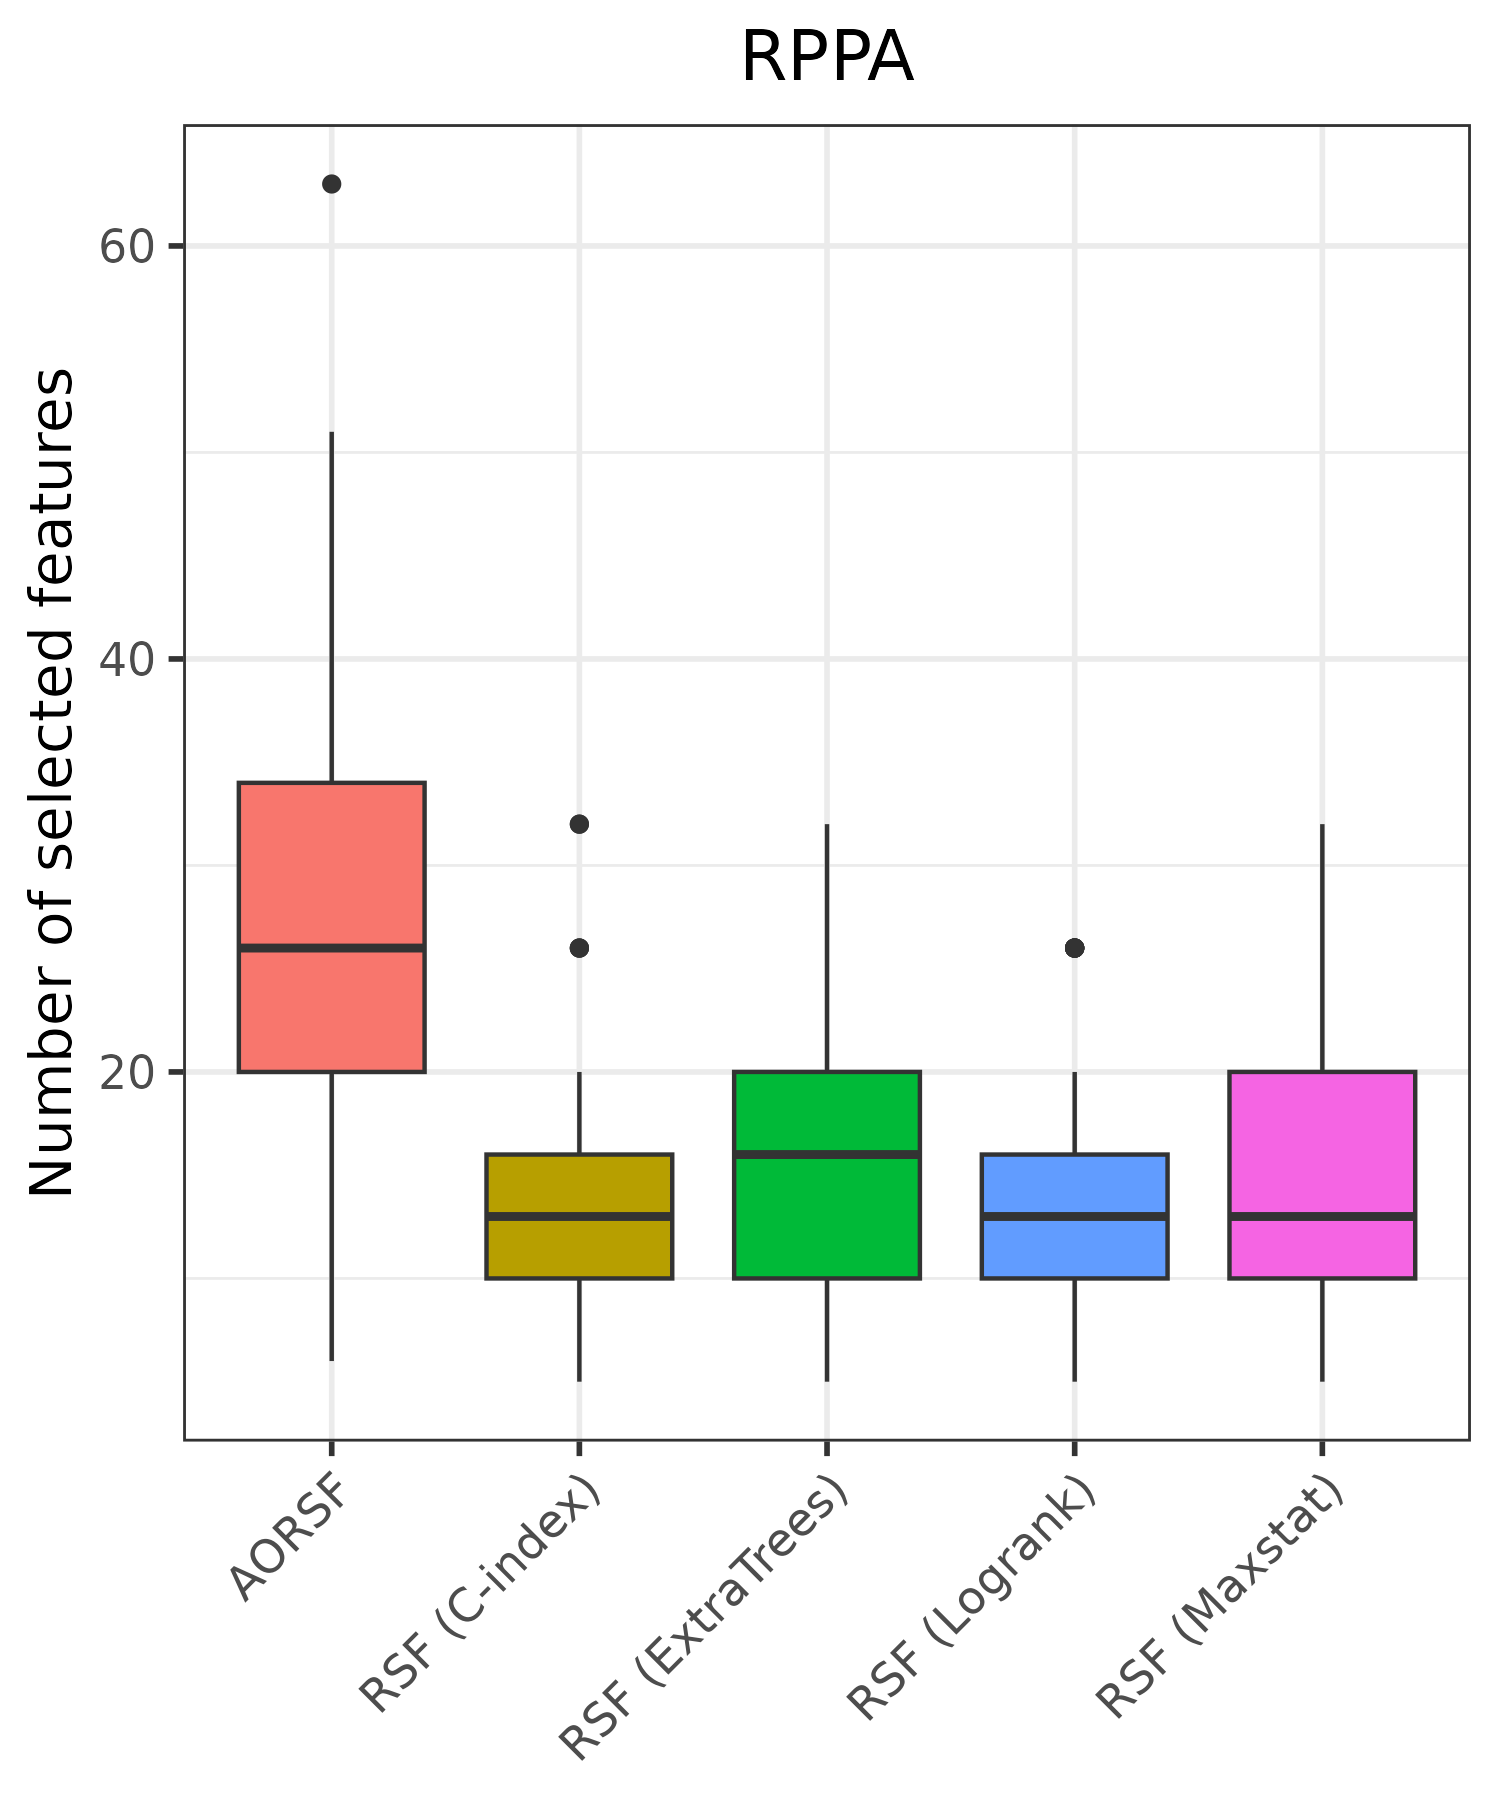 RPPA
Number of selected features
60
40
20
AORSF
RSF (C-index)
RSF (ExtraTrees)
RSF (Logrank)
RSF (Maxstat)